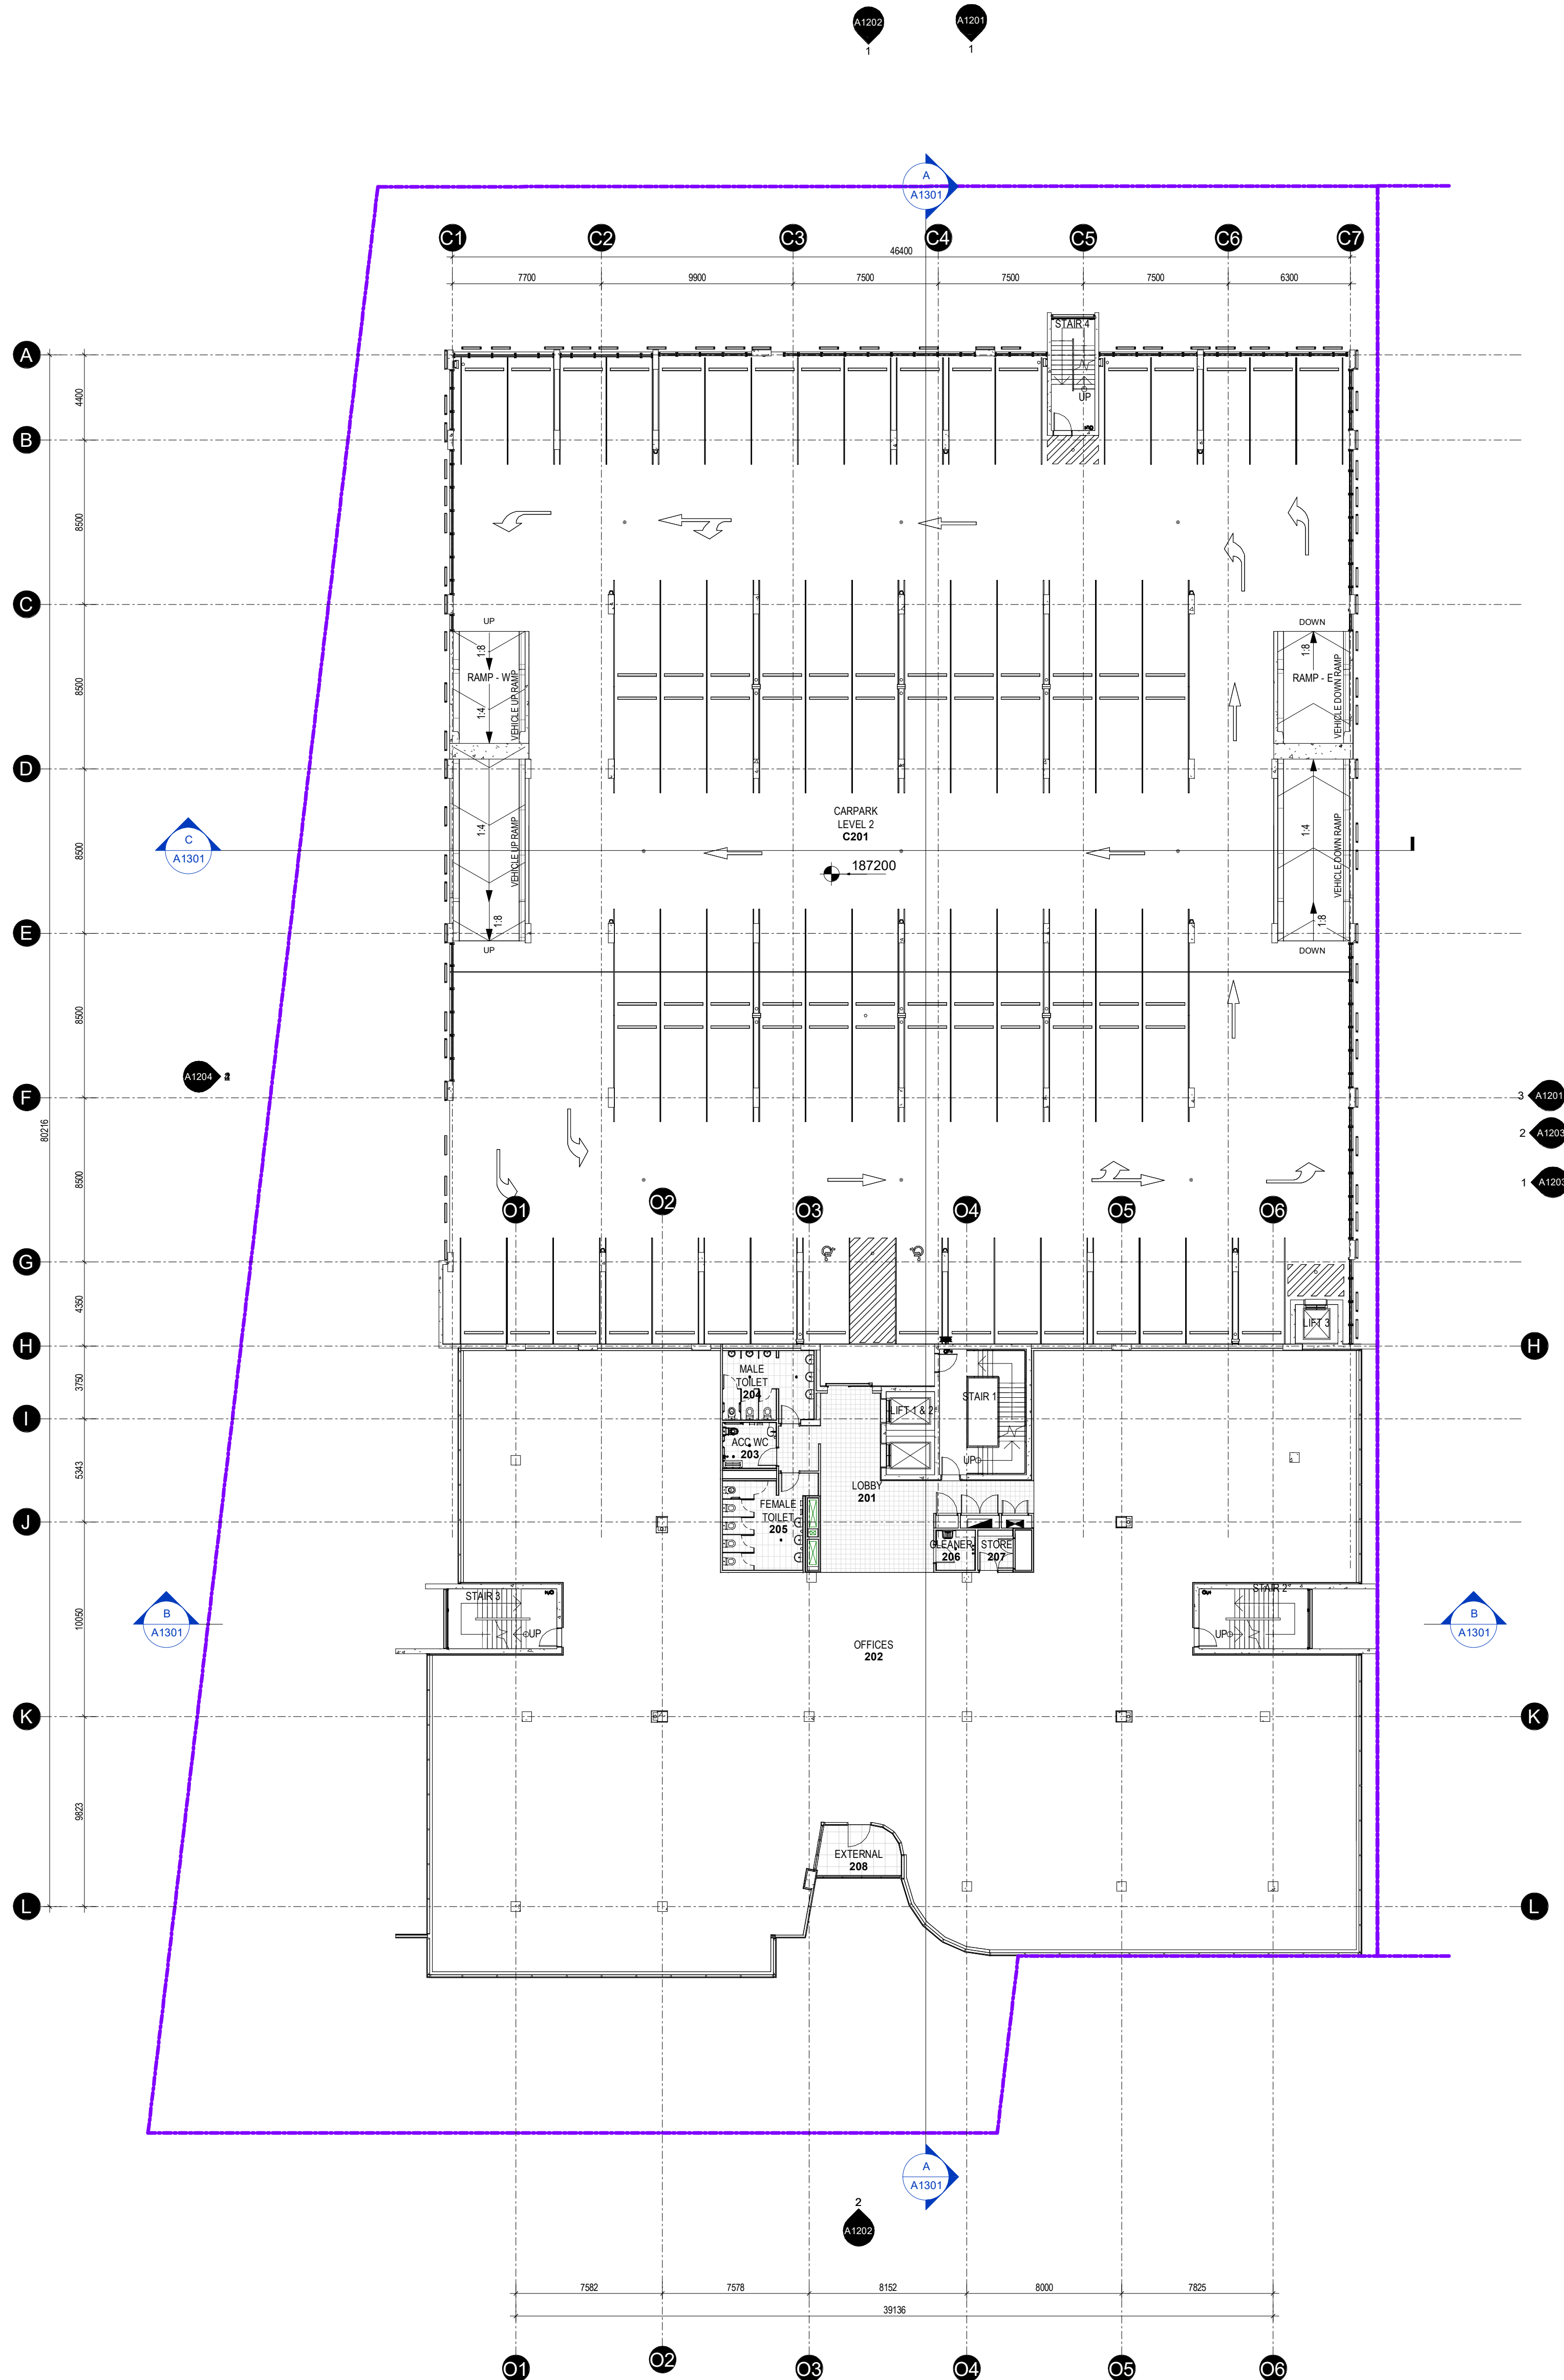 A1202
1
A1201
1
A
A1301
C1
C2
C3
C4
C5
C6
C7
46400
7700
9900
7500
7500
7500
6300
STAIR 4
UP
A
4400
B
8500
C
UP
DOWN
1:8
1:8
RAMP - W
RAMP - E
VEHICLE UP RAMP
VEHICLE DOWN RAMP
8500
1:4
D
CARPARK
LEVEL 2
C201
1:4
1:4
VEHICLE UP RAMP
VEHICLE DOWN RAMP
C
A1301
8500
187200
1:8
1:8
E
UP
DOWN
8500
A1204
F
3
A1201
2
A1203
1
A1203
80216
8500
O1
O2
O3
O4
O5
O6
G
4350
LIFT 3
H
H
MALE
TOILET
204
3750
STAIR 1
LIFT 1 & 2
I
ACC WC
203
UP
5343
LOBBY
201
FEMALE
TOILET
205
J
CLEANER
206
STORE
207
STAIR 3
STAIR 2
B
A1301
10050
UP
UP
B
A1301
OFFICES
202
K
K
9823
EXTERNAL
208
L
L
A
A1301
2
A1202
7582
7578
8152
8000
7825
39136
O1
O2
O3
O4
O5
O6